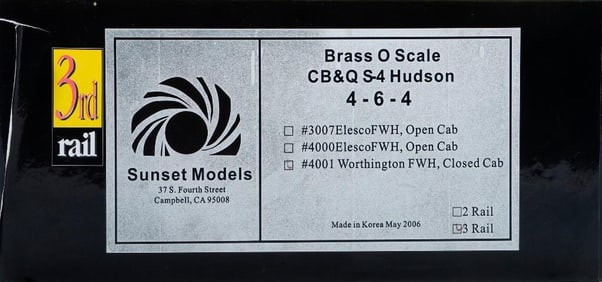 3rd
rail
Sunset Models
37 S. Fourth Street
Campbell, CA 95008
Brass O Scale
CB&Q S-4 Hudson
4 - 6 - 4
#3007ElescoFWH, Open Cab
#4000ElescoFWH, Open Cab
#4001 Worthington FWH, Closed Cab
2 Rail
Made in Korea May 2006
3 Rail